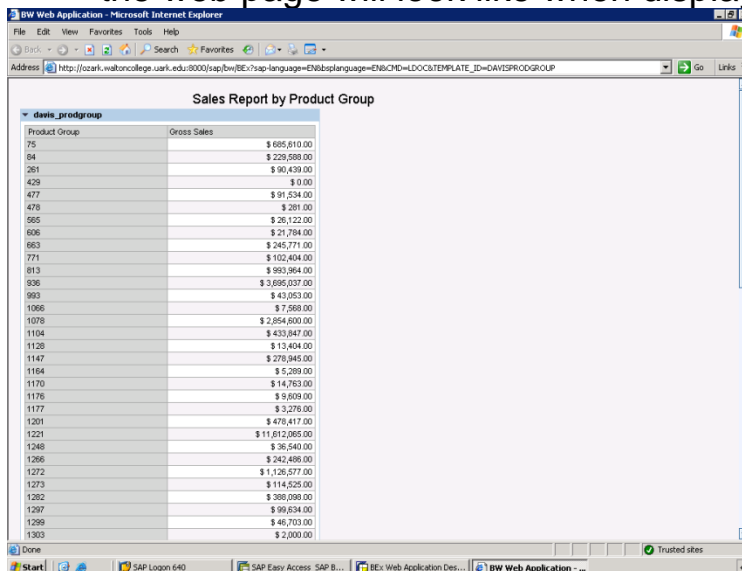 the web page will look like when displa
BW Web Application - Microsoft Internet Explorer
File Edit View Favorites Tools Help
Back Search Favorites
Address http://ozark.waltoncollege.uark.edu:8000/sap/bw/BEx?sap-language=EN&bsplanguage=EN&CMD=LDOC&TEMPLATE_ID=DAVISPRODGROUP Go Links
Sales Report by Product Group
davis_prodgroup
Product Group Gross Sales
75 $ 685,610.00
84 $ 229,588.00
261 $ 90,439.00
429 $ 0.00
477 $ 91,534.00
478 $ 281.00
565 $ 26,122.00
606 $ 21,784.00
663 $ 245,771.00
771 $ 102,404.00
813 $ 993,964.00
936 $ 3,695,037.00
993 $ 43,053.00
1066 $ 7,568.00
1078 $ 2,854,600.00
1104 $ 433,847.00
1128 $ 13,404.00
1147 $ 278,945.00
1164 $ 5,289.00
1170 $ 14,763.00
1176 $ 9,609.00
1177 $ 3,276.00
1201 $ 478,417.00
1221 $ 11,612,065.00
1248 $ 36,540.00
1266 $ 242,486.00
1272 $ 1,126,577.00
1273 $ 114,525.00
1282 $ 388,098.00
1297 $ 99,634.00
1299 $ 46,703.00
1303 $ 2,000.00
Done Trusted sites
Start SAP Logon 640 SAP Easy Access SAP B... BEx Web Application Des... BW Web Application - ...